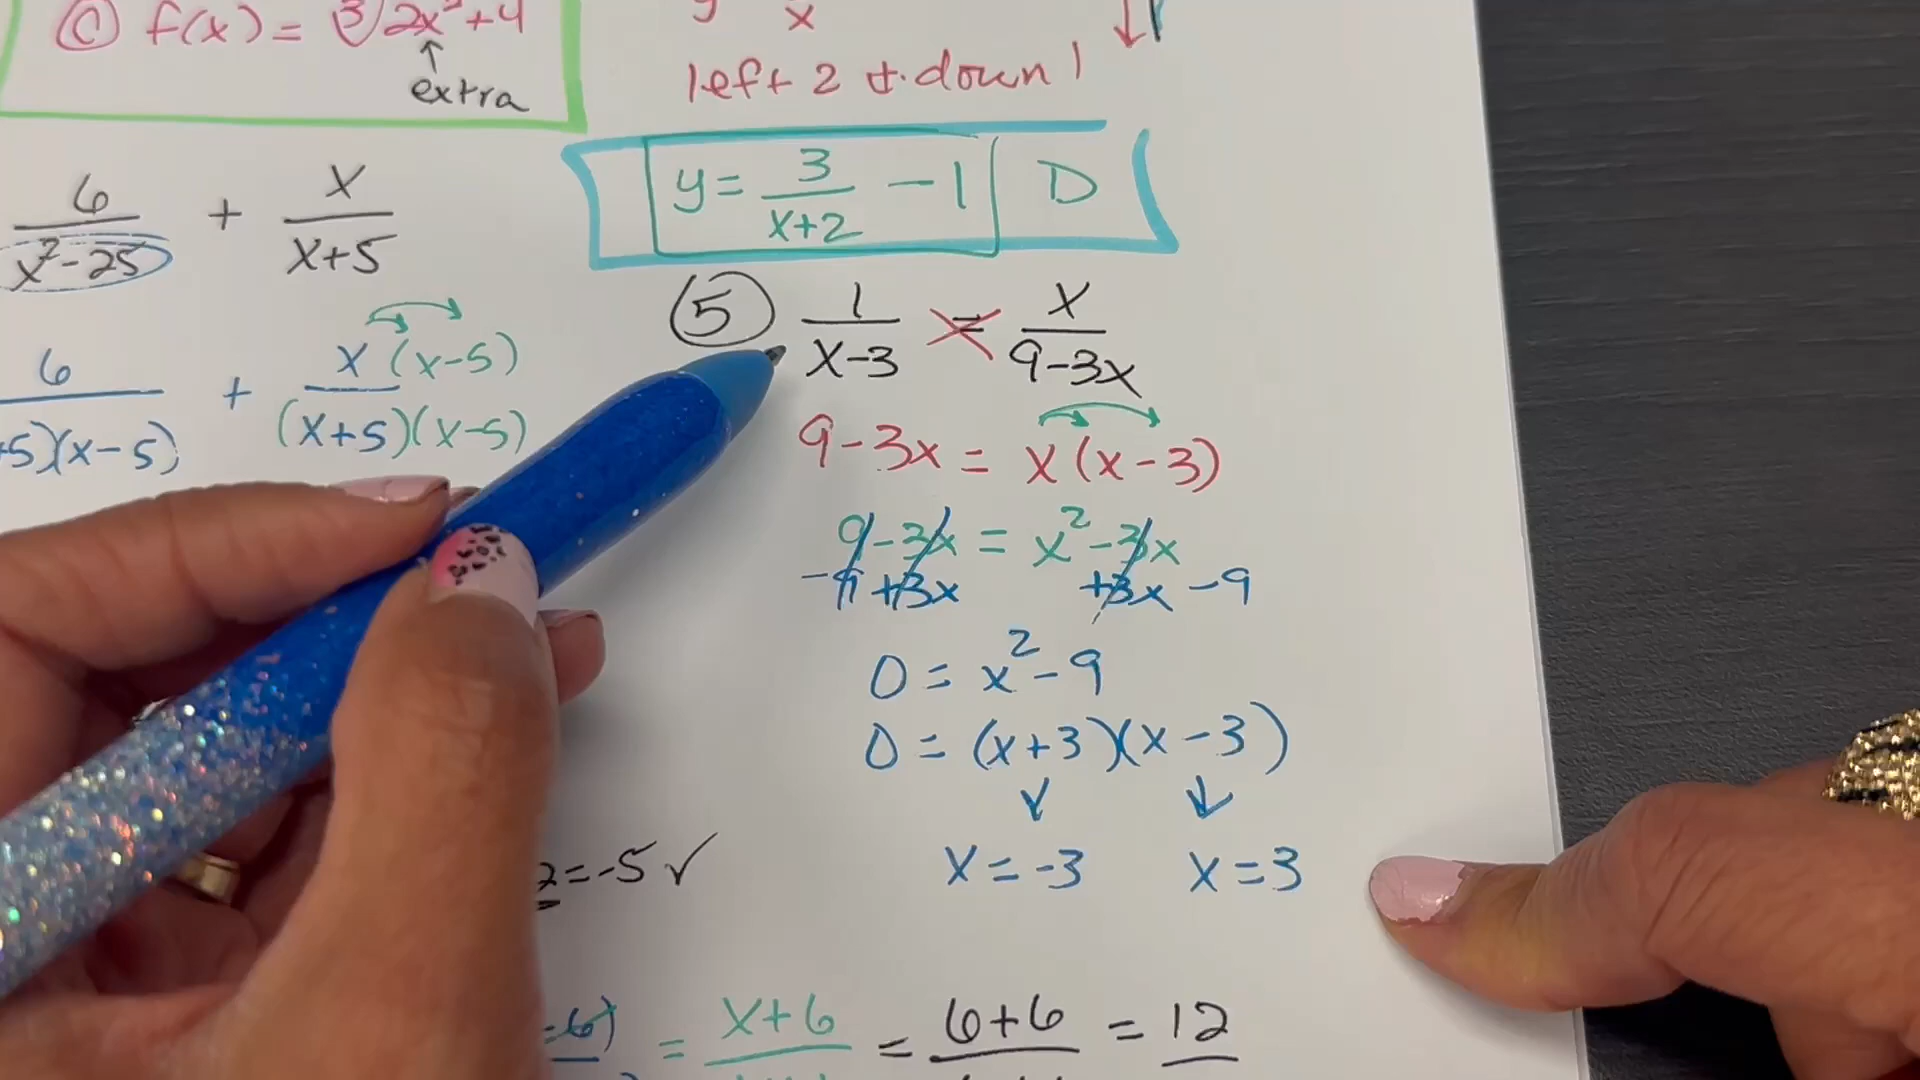 Ⓒ f(x) = ∛2x²+4
↑
extra
x
left 2 + down 1
y = 3/(x+2) - 1 D
6/(x²-25) + x/(x+5)
6/(+5)(x-5) + x(x-5)/(x+5)(x-5)
⑤ 1/(x-3) = x/(9-3x)
9-3x = x(x-3)
9-3x = x²-3x
-9+3x +3x-9
0 = x²-9
0 = (x+3)(x-3)
x = -3 x = 3
=-5 ✓
= x+6 = 6+6 = 12